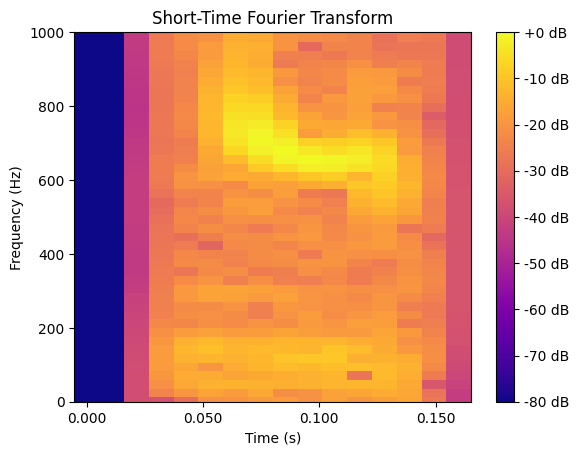 Short-Time Fourier Transform
1000
800
600
400
200
0
Frequency (Hz)
0.000
0.050
0.100
0.150
Time (s)
+0 dB
-10 dB
-20 dB
-30 dB
-40 dB
-50 dB
-60 dB
-70 dB
-80 dB